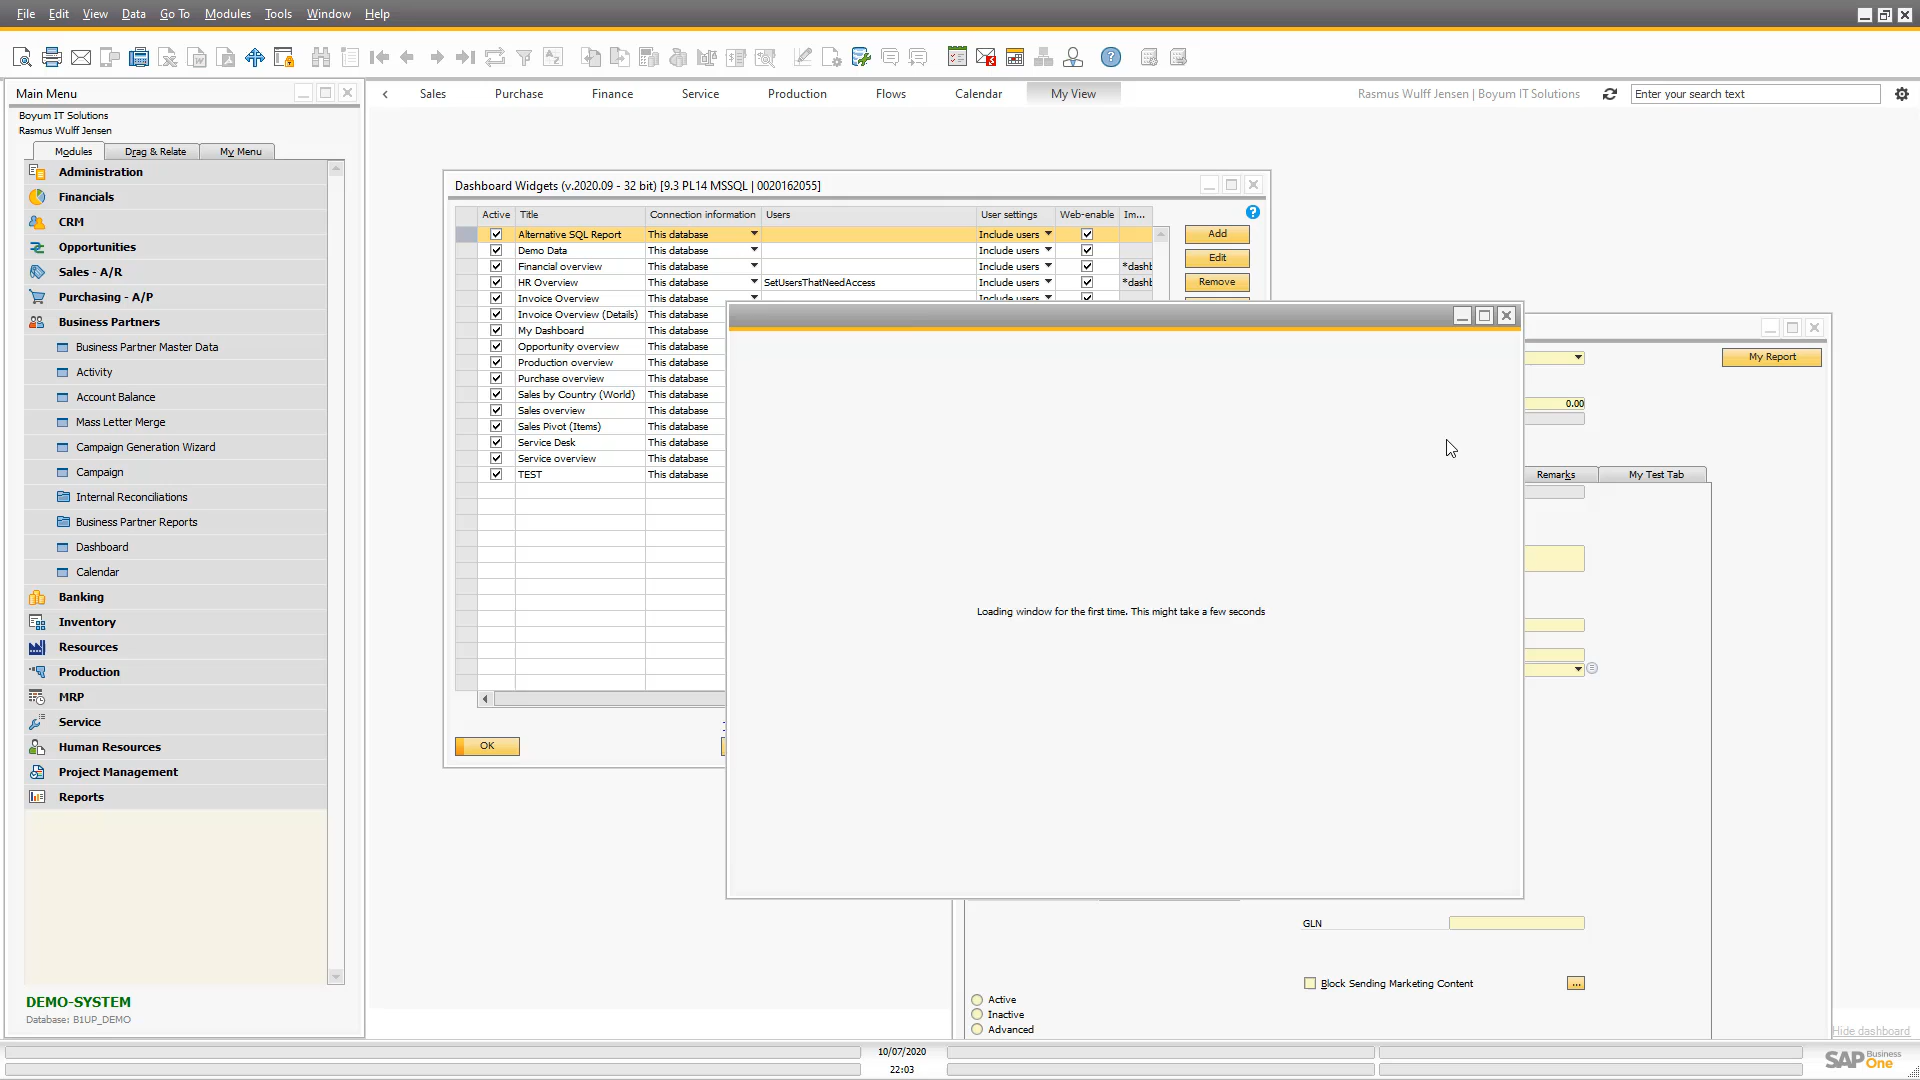 File Edit View Data Go To Modules Tools Window Help
Main Menu
Boyum IT Solutions
Rasmus Wulff Jensen
Modules Drag & Relate My Menu
Administration
Financials
CRM
Opportunities
Sales - A/R
Purchasing - A/P
Business Partners
Business Partner Master Data
Activity
Account Balance
Mass Letter Merge
Campaign Generation Wizard
Campaign
Internal Reconciliations
Business Partner Reports
Dashboard
Calendar
Banking
Inventory
Resources
Production
MRP
Service
Human Resources
Project Management
Reports
DEMO-SYSTEM
Database: B1UP_DEMO
Sales Purchase Finance Service Production Flows Calendar My View
Rasmus Wulff Jensen | Boyum IT Solutions
Enter your search text
Dashboard Widgets (v.2020.09 - 32 bit) [9.3 PL14 MSSQL | 0020162055]
Active Title Connection information Users User settings Web-enable Im...
Alternative SQL Report This database Include users
Demo Data This database Include users
Financial overview This database Include users *dashb
HR Overview This database SetUsersThatNeedAccess Include users *dashb
Invoice Overview This database Include users
Invoice Overview (Details) This database
My Dashboard This database
Opportunity overview This database
Production overview This database
Purchase overview This database
Sales by Country (World) This database
Sales overview This database
Sales Pivot (Items) This database
Service Desk This database
Service overview This database
TEST This database
Add
Edit
Remove
OK
Loading window for the first time. This might take a few seconds
My Report
0.00
Remarks My Test Tab
GLN
Block Sending Marketing Content
...
Active
Inactive
Advanced
Hide dashboard
10/07/2020
22:03
SAP Business One